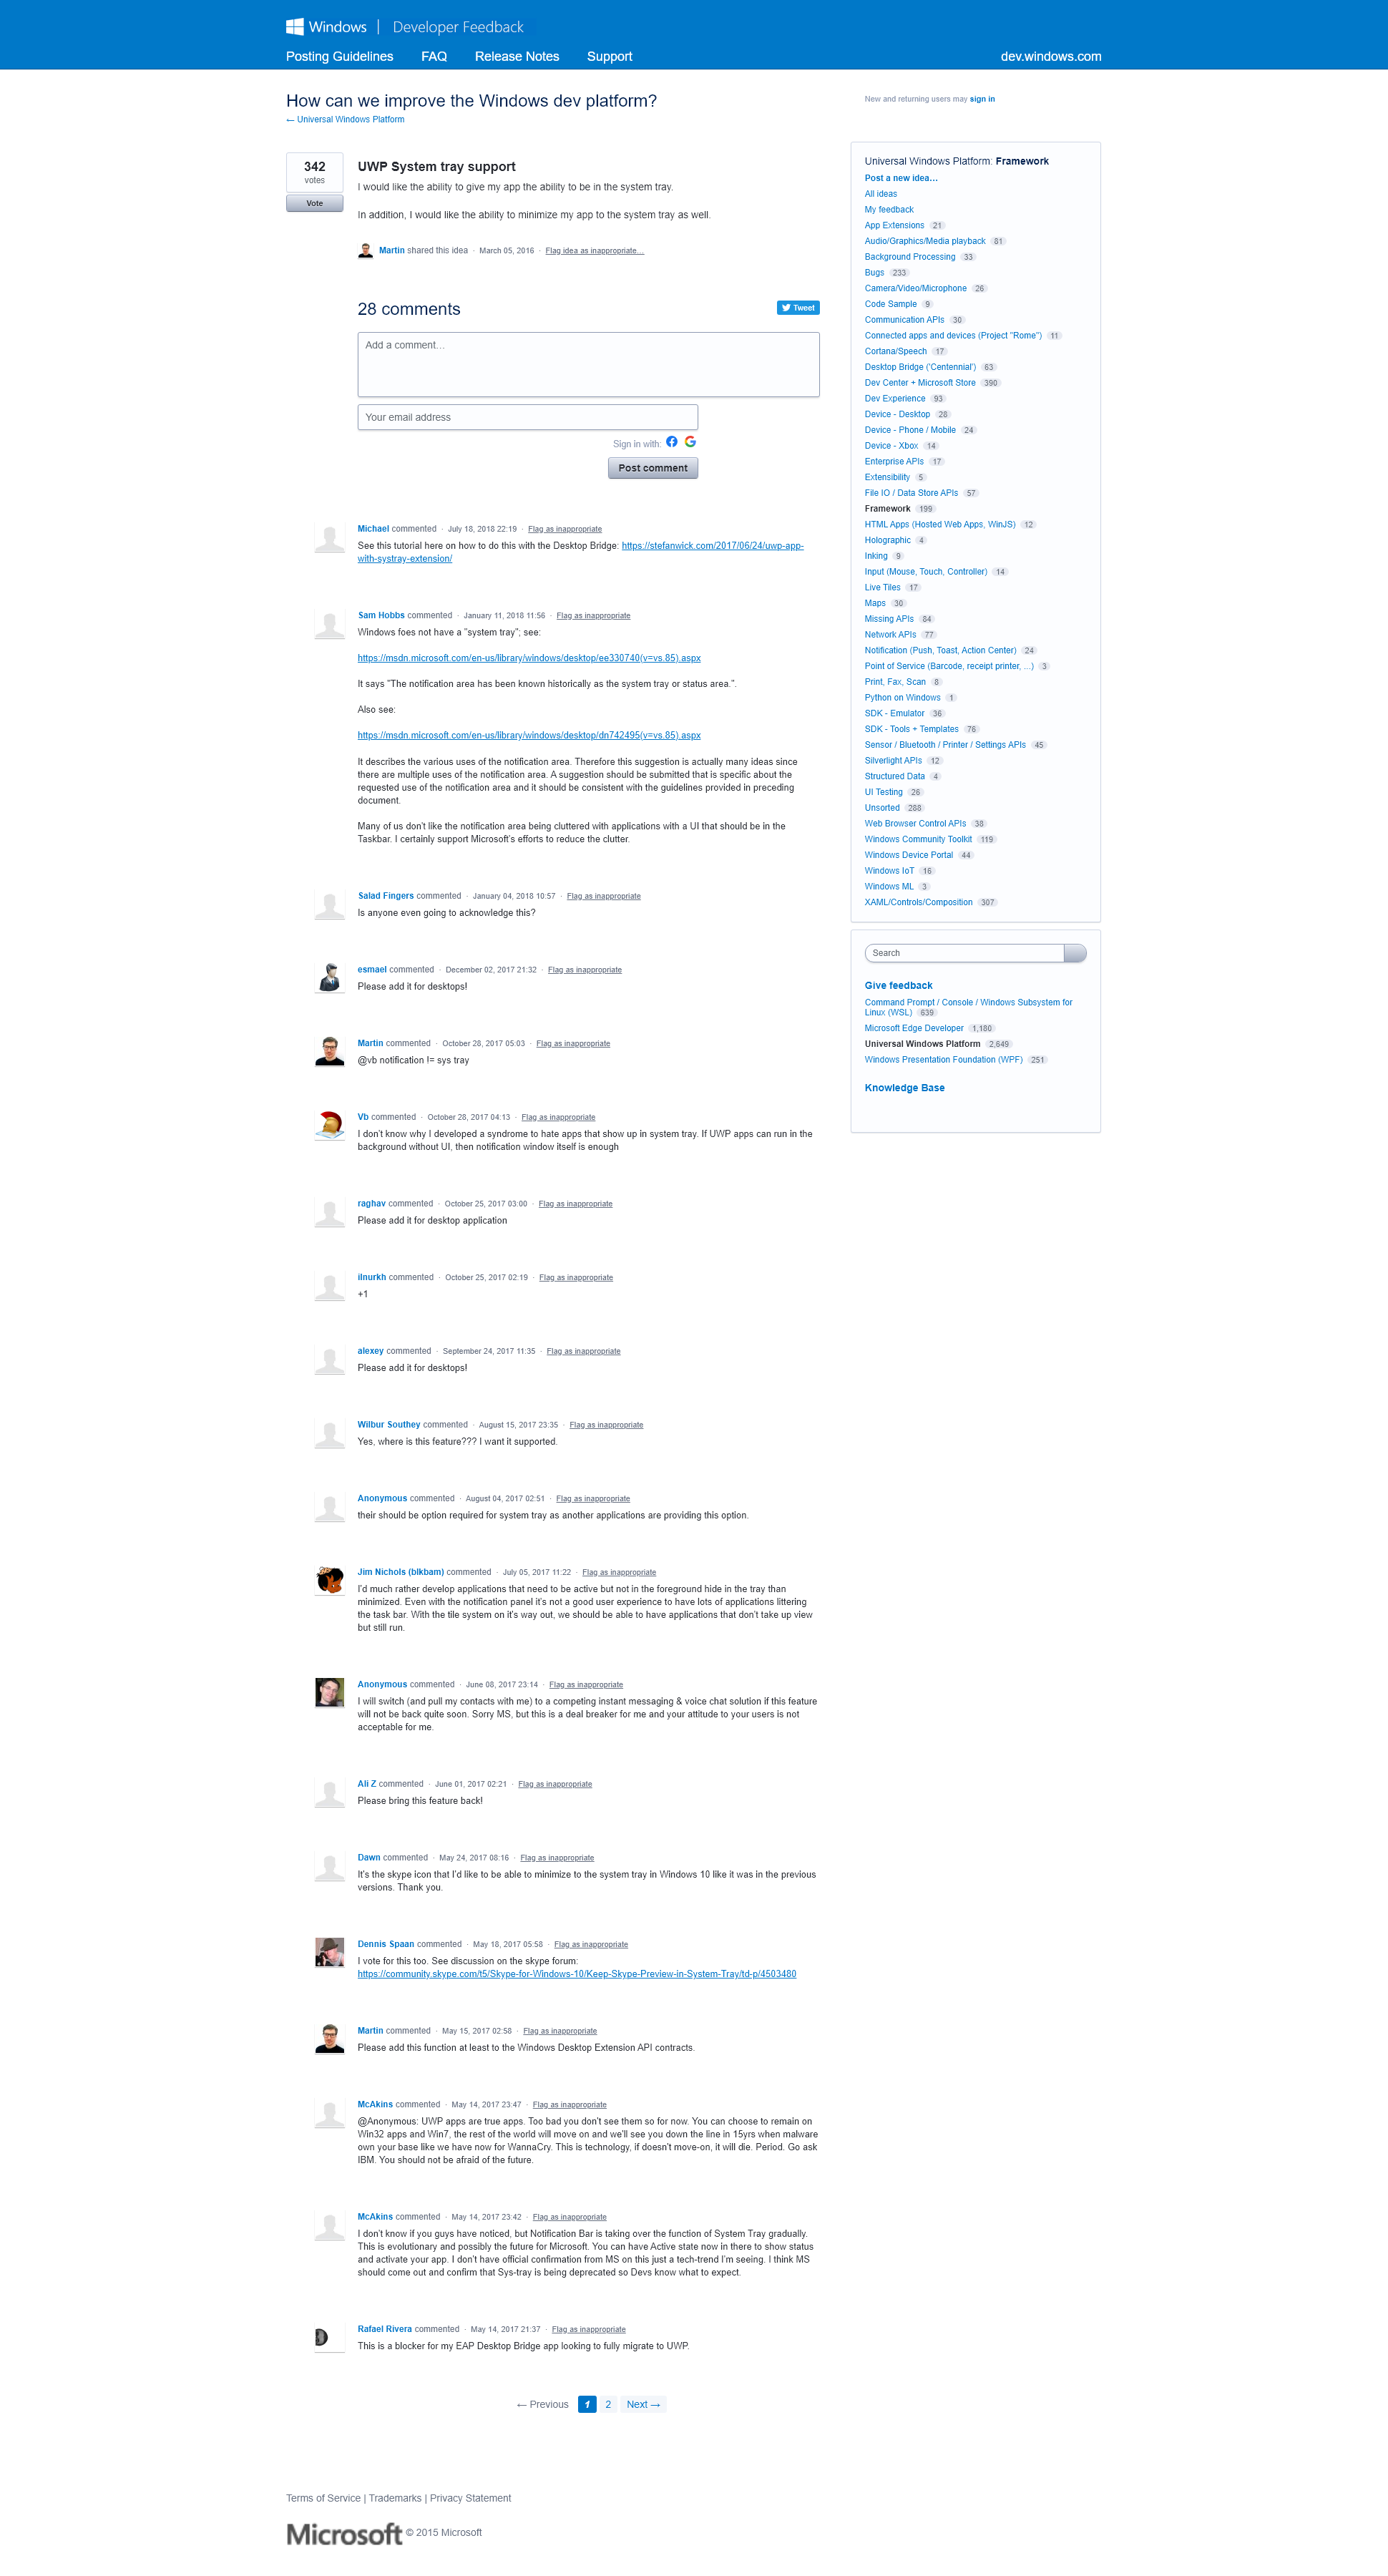 Windows | Developer Feedback
Posting Guidelines FAQ Release Notes Support dev.windows.com
How can we improve the Windows dev platform?
← Universal Windows Platform
New and returning users may sign in
342
votes
Vote
UWP System tray support
I would like the ability to give my app the ability to be in the system tray.
In addition, I would like the ability to minimize my app to the system tray as well.
Martin shared this idea · March 05, 2016 · Flag idea as inappropriate…
28 comments
Tweet
Add a comment…
Your email address
Sign in with:
Post comment
Michael commented · July 18, 2018 22:19 · Flag as inappropriate
See this tutorial here on how to do this with the Desktop Bridge: https://stefanwick.com/2017/06/24/uwp-app-
with-systray-extension/
Sam Hobbs commented · January 11, 2018 11:56 · Flag as inappropriate
Windows foes not have a "system tray"; see:
https://msdn.microsoft.com/en-us/library/windows/desktop/ee330740(v=vs.85).aspx
It says "The notification area has been known historically as the system tray or status area.".
Also see:
https://msdn.microsoft.com/en-us/library/windows/desktop/dn742495(v=vs.85).aspx
It describes the various uses of the notification area. Therefore this suggestion is actually many ideas since
there are multiple uses of the notification area. A suggestion should be submitted that is specific about the
requested use of the notification area and it should be consistent with the guidelines provided in preceding
document.
Many of us don't like the notification area being cluttered with applications with a UI that should be in the
Taskbar. I certainly support Microsoft's efforts to reduce the clutter.
Salad Fingers commented · January 04, 2018 10:57 · Flag as inappropriate
Is anyone even going to acknowledge this?
esmael commented · December 02, 2017 21:32 · Flag as inappropriate
Please add it for desktops!
Martin commented · October 28, 2017 05:03 · Flag as inappropriate
@vb notification != sys tray
Vb commented · October 28, 2017 04:13 · Flag as inappropriate
I don't know why I developed a syndrome to hate apps that show up in system tray. If UWP apps can run in the
background without UI, then notification window itself is enough
raghav commented · October 25, 2017 03:00 · Flag as inappropriate
Please add it for desktop application
ilnurkh commented · October 25, 2017 02:19 · Flag as inappropriate
+1
alexey commented · September 24, 2017 11:35 · Flag as inappropriate
Please add it for desktops!
Wilbur Southey commented · August 15, 2017 23:35 · Flag as inappropriate
Yes, where is this feature??? I want it supported.
Anonymous commented · August 04, 2017 02:51 · Flag as inappropriate
their should be option required for system tray as another applications are providing this option.
Jim Nichols (blkbam) commented · July 05, 2017 11:22 · Flag as inappropriate
I'd much rather develop applications that need to be active but not in the foreground hide in the tray than
minimized. Even with the notification panel it's not a good user experience to have lots of applications littering
the task bar. With the tile system on it's way out, we should be able to have applications that don't take up view
but still run.
Anonymous commented · June 08, 2017 23:14 · Flag as inappropriate
I will switch (and pull my contacts with me) to a competing instant messaging & voice chat solution if this feature
will not be back quite soon. Sorry MS, but this is a deal breaker for me and your attitude to your users is not
acceptable for me.
Ali Z commented · June 01, 2017 02:21 · Flag as inappropriate
Please bring this feature back!
Dawn commented · May 24, 2017 08:16 · Flag as inappropriate
It's the skype icon that I'd like to be able to minimize to the system tray in Windows 10 like it was in the previous
versions. Thank you.
Dennis Spaan commented · May 18, 2017 05:58 · Flag as inappropriate
I vote for this too. See discussion on the skype forum:
https://community.skype.com/t5/Skype-for-Windows-10/Keep-Skype-Preview-in-System-Tray/td-p/4503480
Martin commented · May 15, 2017 02:58 · Flag as inappropriate
Please add this function at least to the Windows Desktop Extension API contracts.
McAkins commented · May 14, 2017 23:47 · Flag as inappropriate
@Anonymous: UWP apps are true apps. Too bad you don't see them so for now. You can choose to remain on
Win32 apps and Win7, the rest of the world will move on and we'll see you down the line in 15yrs when malware
own your base like we have now for WannaCry. This is technology, if doesn't move-on, it will die. Period. Go ask
IBM. You should not be afraid of the future.
McAkins commented · May 14, 2017 23:42 · Flag as inappropriate
I don't know if you guys have noticed, but Notification Bar is taking over the function of System Tray gradually.
This is evolutionary and possibly the future for Microsoft. You can have Active state now in there to show status
and activate your app. I don't have official confirmation from MS on this just a tech-trend I'm seeing. I think MS
should come out and confirm that Sys-tray is being deprecated so Devs know what to expect.
Rafael Rivera commented · May 14, 2017 21:37 · Flag as inappropriate
This is a blocker for my EAP Desktop Bridge app looking to fully migrate to UWP.
← Previous 1 2 Next →
Universal Windows Platform: Framework
Post a new idea…
All ideas
My feedback
App Extensions 21
Audio/Graphics/Media playback 81
Background Processing 33
Bugs 233
Camera/Video/Microphone 26
Code Sample 9
Communication APIs 30
Connected apps and devices (Project "Rome") 11
Cortana/Speech 17
Desktop Bridge ('Centennial') 63
Dev Center + Microsoft Store 390
Dev Experience 93
Device - Desktop 28
Device - Phone / Mobile 24
Device - Xbox 14
Enterprise APIs 17
Extensibility 5
File IO / Data Store APIs 57
Framework 199
HTML Apps (Hosted Web Apps, WinJS) 12
Holographic 4
Inking 9
Input (Mouse, Touch, Controller) 14
Live Tiles 17
Maps 30
Missing APIs 84
Network APIs 77
Notification (Push, Toast, Action Center) 24
Point of Service (Barcode, receipt printer, ...) 3
Print, Fax, Scan 8
Python on Windows 1
SDK - Emulator 36
SDK - Tools + Templates 76
Sensor / Bluetooth / Printer / Settings APIs 45
Silverlight APIs 12
Structured Data 4
UI Testing 26
Unsorted 288
Web Browser Control APIs 38
Windows Community Toolkit 119
Windows Device Portal 44
Windows IoT 16
Windows ML 3
XAML/Controls/Composition 307
Search
Give feedback
Command Prompt / Console / Windows Subsystem for
Linux (WSL) 639
Microsoft Edge Developer 1,180
Universal Windows Platform 2,649
Windows Presentation Foundation (WPF) 251
Knowledge Base
Terms of Service | Trademarks | Privacy Statement
Microsoft © 2015 Microsoft